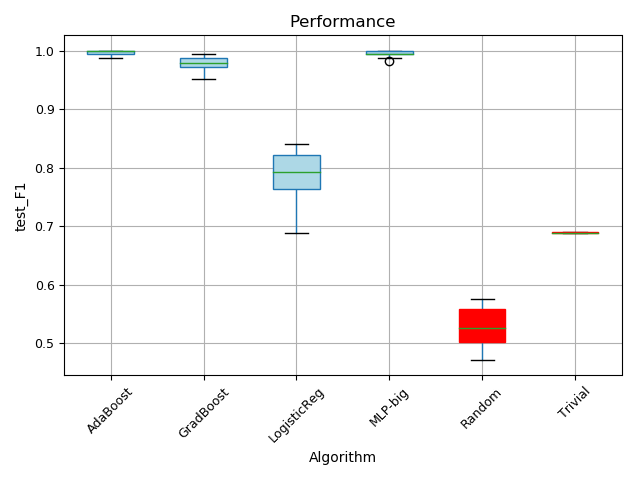 Performance
test_F1
1.0
0.9
0.8
0.7
0.6
0.5
AdaBoost
GradBoost
LogisticReg
MLP-big
Random
Trivial
Algorithm